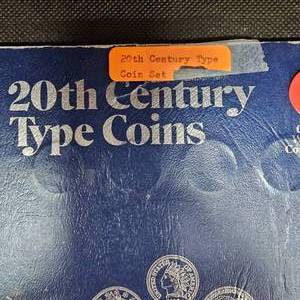 20th Century Type
Coin Set
20th Century
Type Coins